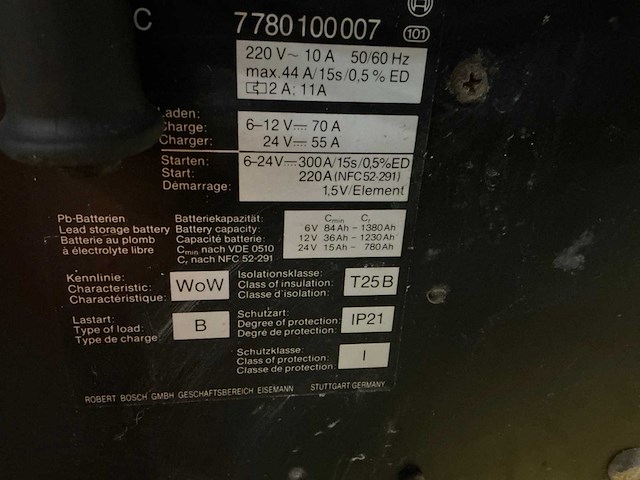 C 7780100007 101
220 V~ 10 A 50/60 Hz
max. 44 A/15s/0,5 % ED
2 A; 11A
Laden:
Charge: 6–12 V 70 A
Charger: 24 V 55 A
Starten: 6–24V 300A/15s/0,5%ED
Start: 220A (NFC 52-291)
Démarrage: 1,5V/Element
Pb-Batterien
Lead storage battery
Batterie au plomb
à électrolyte libre
Batteriekapazität: Cmin Cr
Battery capacity: 6V 84Ah – 1380Ah
Capacité batterie: 12V 36Ah – 1230Ah
Cmin nach VDE 0510 24V 15Ah – 780Ah
Cr nach NFC 52-291
Kennlinie:
Characteristic: WoW
Caractéristique:
Isolationsklasse:
Class of insulation: T25B
Classe d'isolation:
Lastart:
Type of load: B
Type de charge:
Schutzart:
Degree of protection: IP21
Degré de protection:
Schutzklasse:
Class of protection: I
Classe de protection:
ROBERT BOSCH GMBH GESCHÄFTSBEREICH EISEMANN STUTTGART GERMANY